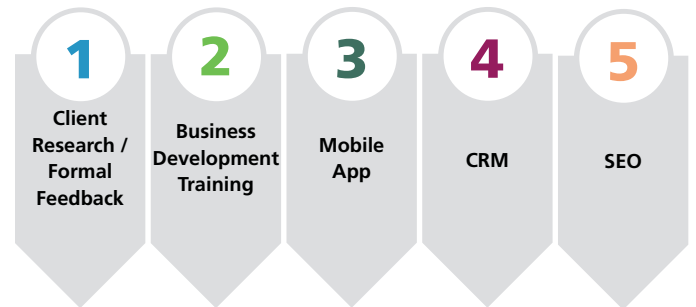 1
Client
Research /
Formal
Feedback
2
Business
Development
Training
3
Mobile
App
4
CRM
5
SEO